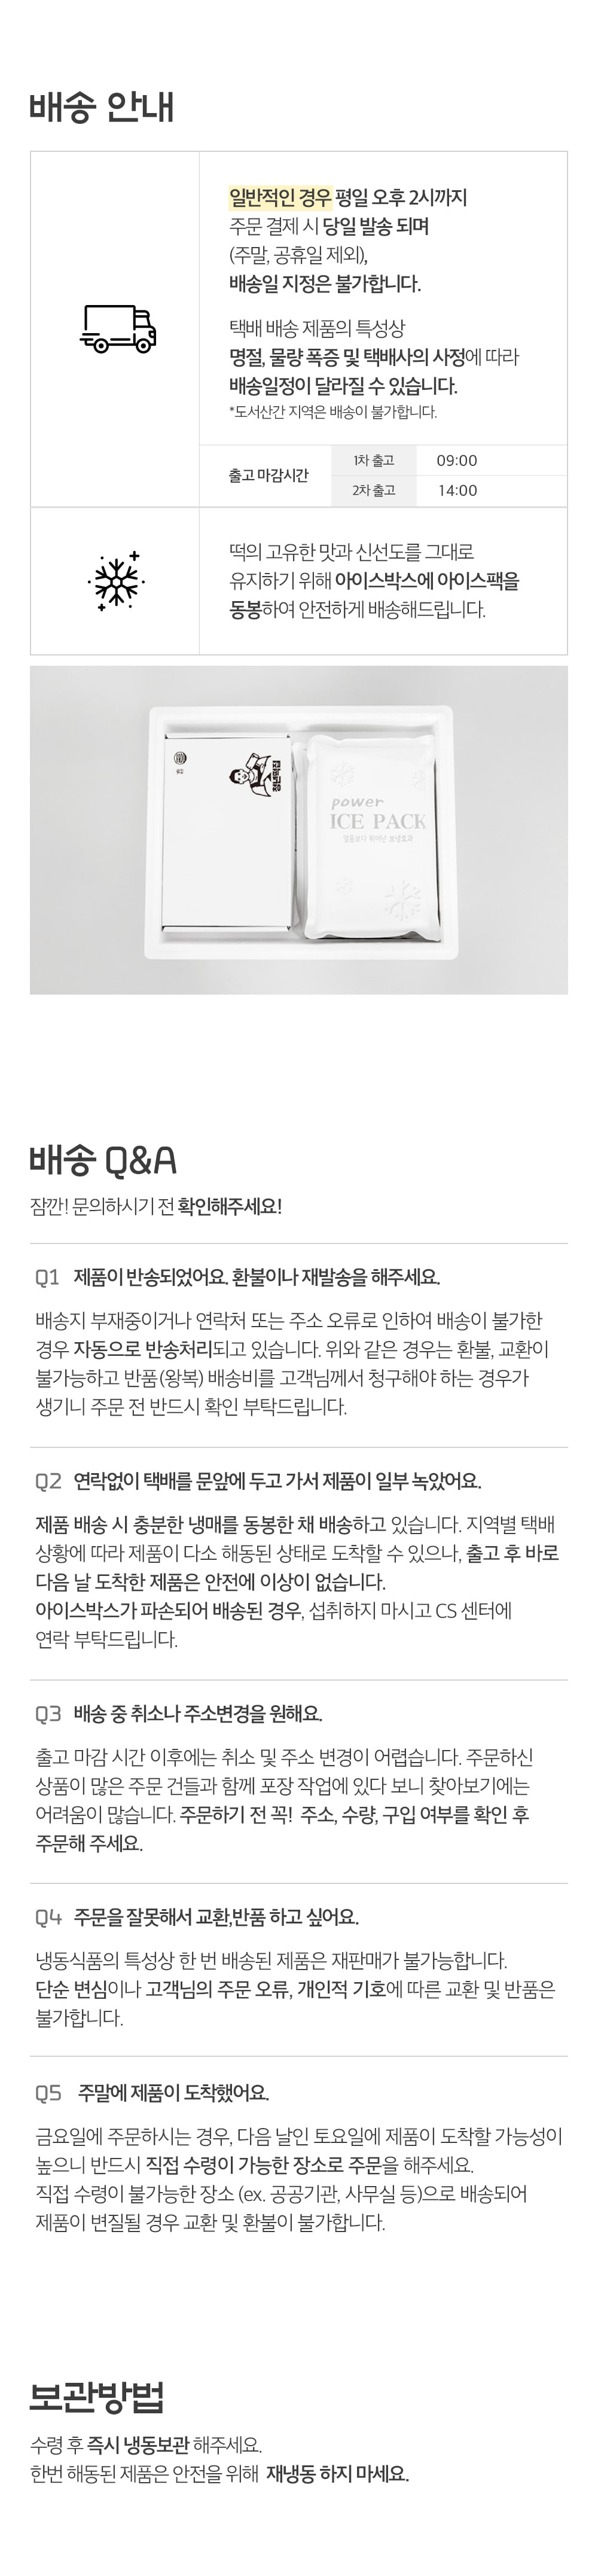 배송 안내
일반적인 경우 평일 오후 2시까지
주문 결제 시 당일 발송 되며
(주말, 공휴일 제외),
배송일 지정은 불가합니다.
택배 배송 제품의 특성상
명절, 물량 폭증 및 택배사의 사정에 따라
배송일정이 달라질 수 있습니다.
*도서산간 지역은 배송이 불가합니다.
출고 마감시간
1차 출고 09:00
2차 출고 14:00
떡의 고유한 맛과 신선도를 그대로
유지하기 위해 아이스박스에 아이스팩을
동봉하여 안전하게 배송해드립니다.
power
ICE PACK
얼음보다 뛰어난 보냉효과
배송 Q&A
잠깐! 문의하시기 전 확인해주세요!
Q1 제품이 반송되었어요. 환불이나 재발송을 해주세요.
배송지 부재중이거나 연락처 또는 주소 오류로 인하여 배송이 불가한
경우 자동으로 반송처리되고 있습니다. 위와 같은 경우는 환불, 교환이
불가능하고 반품(왕복) 배송비를 고객님께서 청구해야 하는 경우가
생기니 주문 전 반드시 확인 부탁드립니다.
Q2 연락없이 택배를 문앞에 두고 가서 제품이 일부 녹았어요.
제품 배송 시 충분한 냉매를 동봉한 채 배송하고 있습니다. 지역별 택배
상황에 따라 제품이 다소 해동된 상태로 도착할 수 있으나, 출고 후 바로
다음 날 도착한 제품은 안전에 이상이 없습니다.
아이스박스가 파손되어 배송된 경우, 섭취하지 마시고 CS 센터에
연락 부탁드립니다.
Q3 배송 중 취소나 주소변경을 원해요.
출고 마감 시간 이후에는 취소 및 주소 변경이 어렵습니다. 주문하신
상품이 많은 주문 건들과 함께 포장 작업에 있다 보니 찾아보기에는
어려움이 많습니다. 주문하기 전 꼭! 주소, 수량, 구입 여부를 확인 후
주문해 주세요.
Q4 주문을 잘못해서 교환,반품 하고 싶어요.
냉동식품의 특성상 한 번 배송된 제품은 재판매가 불가능합니다.
단순 변심이나 고객님의 주문 오류, 개인적 기호에 따른 교환 및 반품은
불가합니다.
Q5 주말에 제품이 도착했어요.
금요일에 주문하시는 경우, 다음 날인 토요일에 제품이 도착할 가능성이
높으니 반드시 직접 수령이 가능한 장소로 주문을 해주세요.
직접 수령이 불가능한 장소 (ex. 공공기관, 사무실 등)으로 배송되어
제품이 변질될 경우 교환 및 환불이 불가합니다.
보관방법
수령 후 즉시 냉동보관 해주세요.
한번 해동된 제품은 안전을 위해 재냉동 하지 마세요.